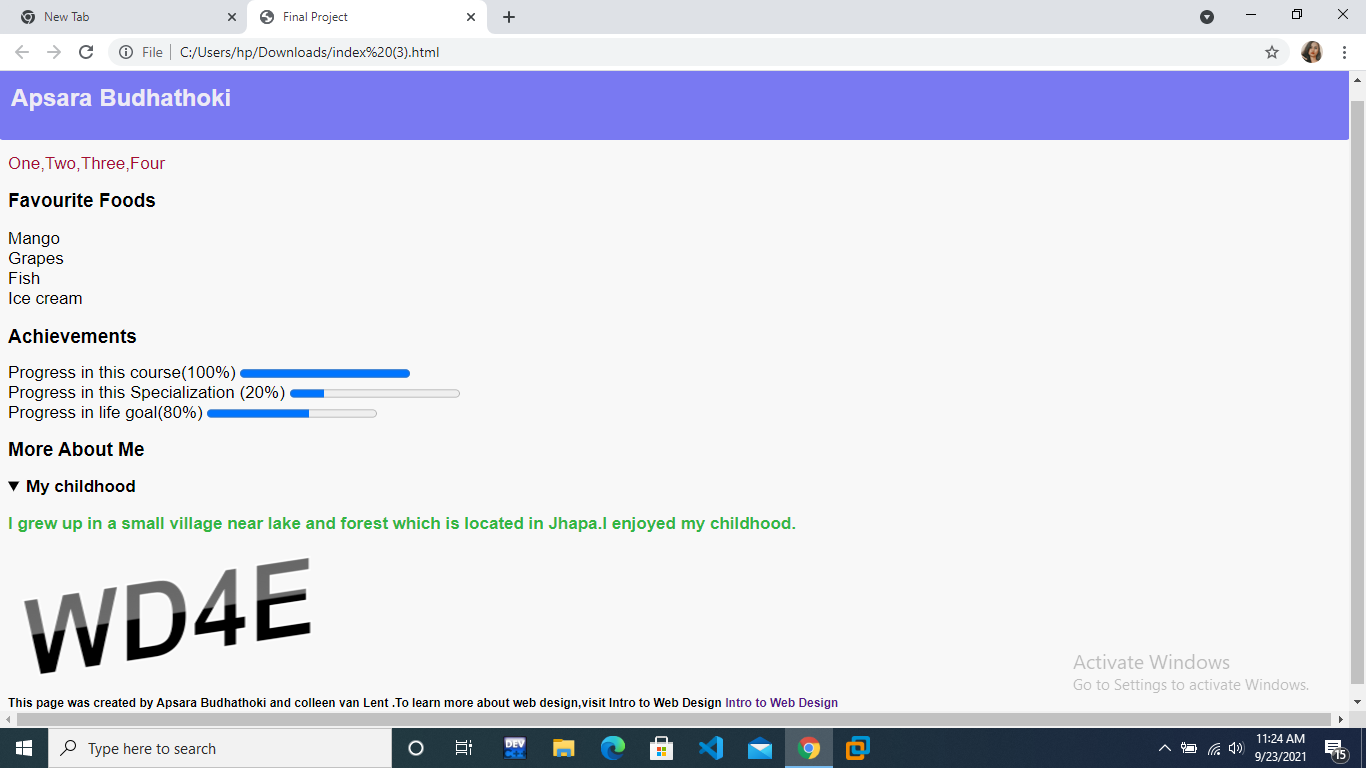 New Tab
Final Project
File
C:/Users/hp/Downloads/index%20(3).html
Apsara Budhathoki
One,Two,Three,Four
Favourite Foods
Mango
Grapes
Fish
Ice cream
Achievements
Progress in this course(100%)
Progress in this Specialization (20%)
Progress in life goal(80%)
More About Me
My childhood
I grew up in a small village near lake and forest which is located in Jhapa.I enjoyed my childhood.
WD4E
Activate Windows
Go to Settings to activate Windows.
This page was created by Apsara Budhathoki and colleen van Lent .To learn more about web design,visit Intro to Web Design Intro to Web Design
Type here to search
DEV
C++
11:24 AM
9/23/2021
15